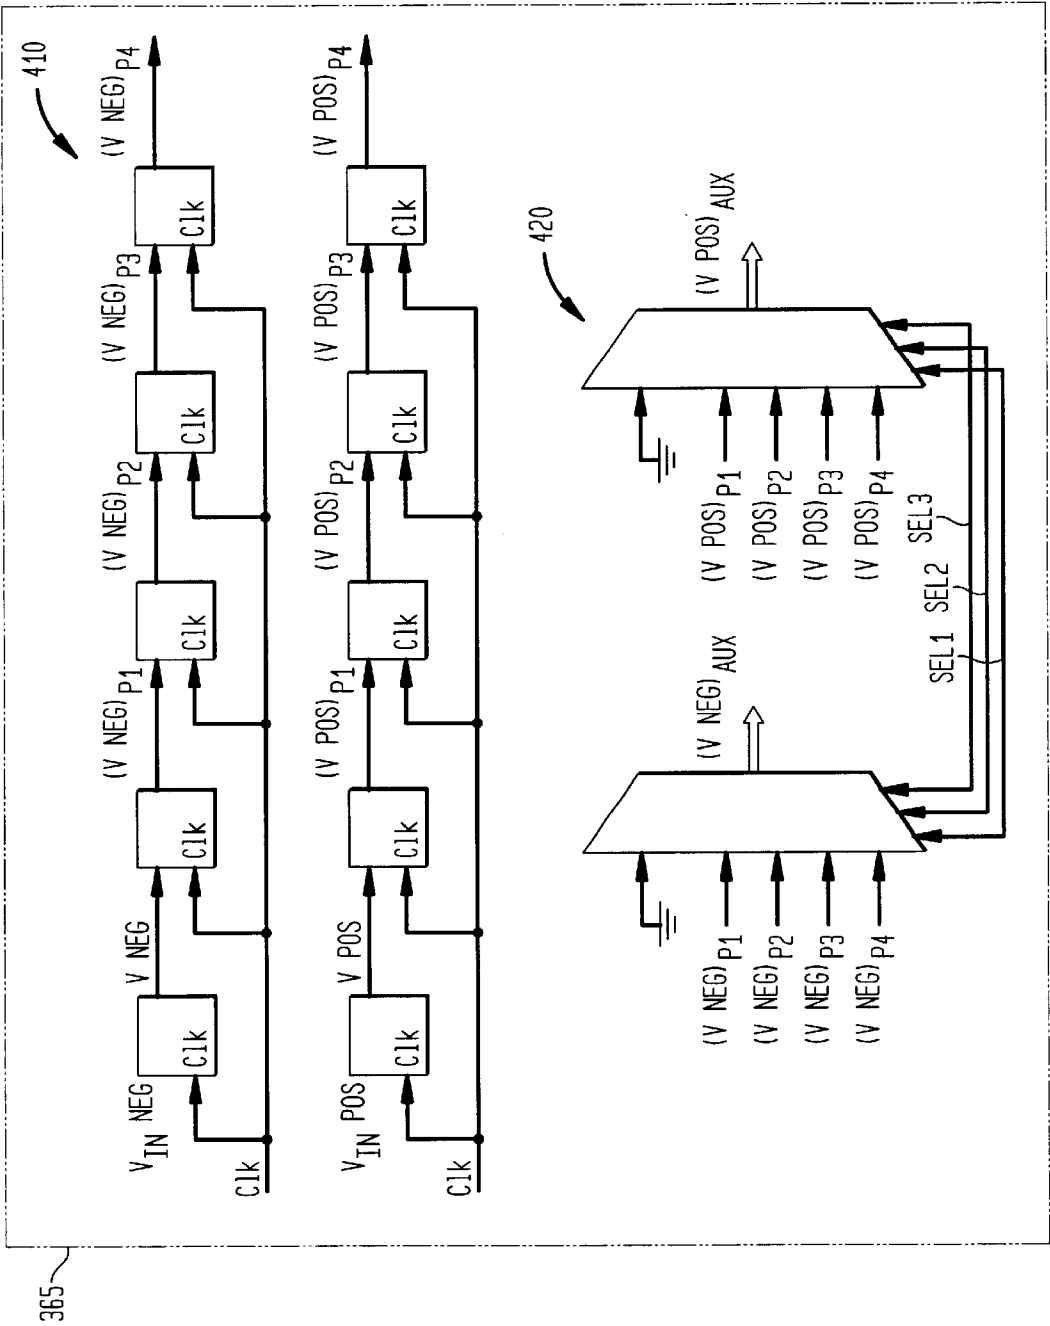 365
410
V_IN NEG
V NEG
(V NEG)P1
(V NEG)P2
(V NEG)P3
(V NEG)P4
Clk
Clk
Clk
Clk
Clk
Clk
V_IN POS
V POS
(V POS)P1
(V POS)P2
(V POS)P3
(V POS)P4
Clk
Clk
Clk
Clk
Clk
Clk
420
(V NEG)P1
(V NEG)P2
(V NEG)P3
(V NEG)P4
(V NEG)AUX
(V POS)P1
(V POS)P2
(V POS)P3
(V POS)P4
(V POS)AUX
SEL3
SEL2
SEL1